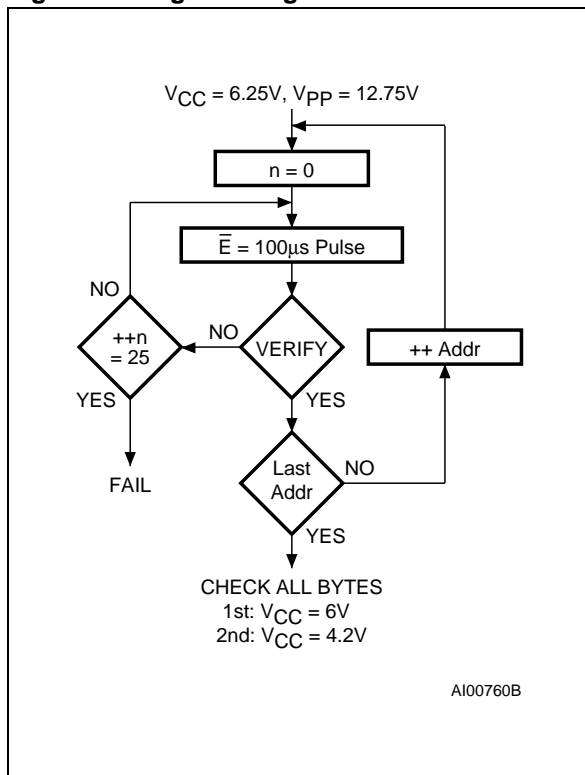 VCC = 6.25V, VPP = 12.75V
n = 0
E̅ = 100μs Pulse
NO
++n
= 25
NO
VERIFY
++ Addr
YES
YES
FAIL
Last
Addr
NO
YES
CHECK ALL BYTES
1st: VCC = 6V
2nd: VCC = 4.2V
AI00760B